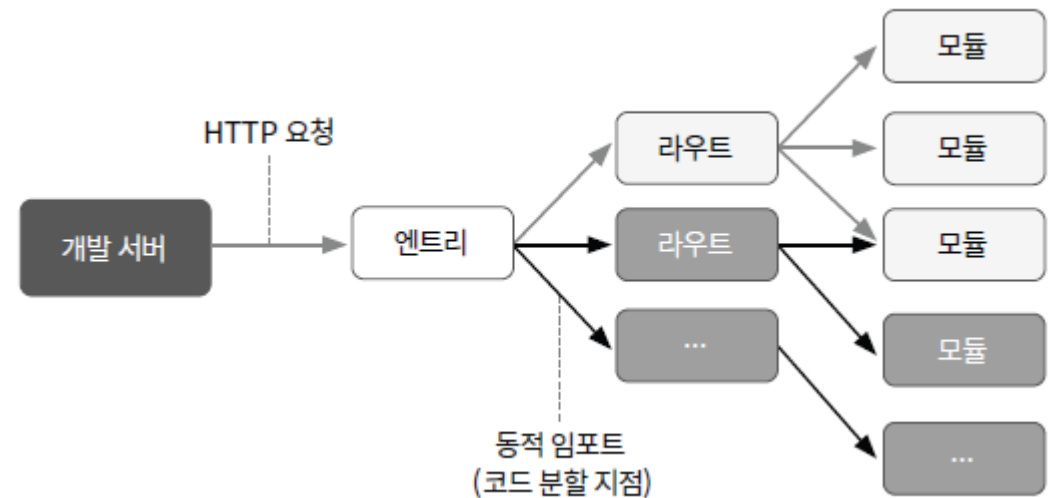 모듈
HTTP 요청
라우트
모듈
개발 서버
엔트리
라우트
모듈
...
모듈
동적 임포트
(코드 분할 지점)
...